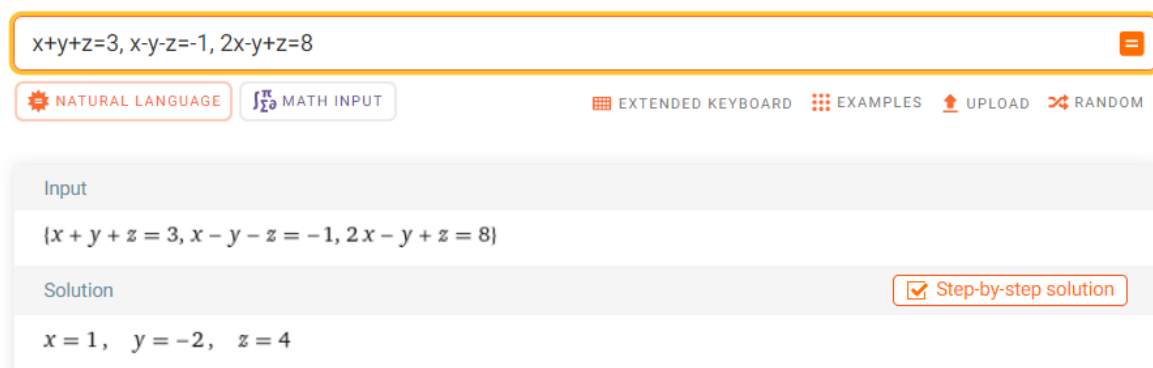 x+y+z=3, x-y-z=-1, 2x-y+z=8
NATURAL LANGUAGE MATH INPUT EXTENDED KEYBOARD EXAMPLES UPLOAD RANDOM
Input
{x + y + z = 3, x − y − z = −1, 2 x − y + z = 8}
Solution Step-by-step solution
x = 1, y = −2, z = 4